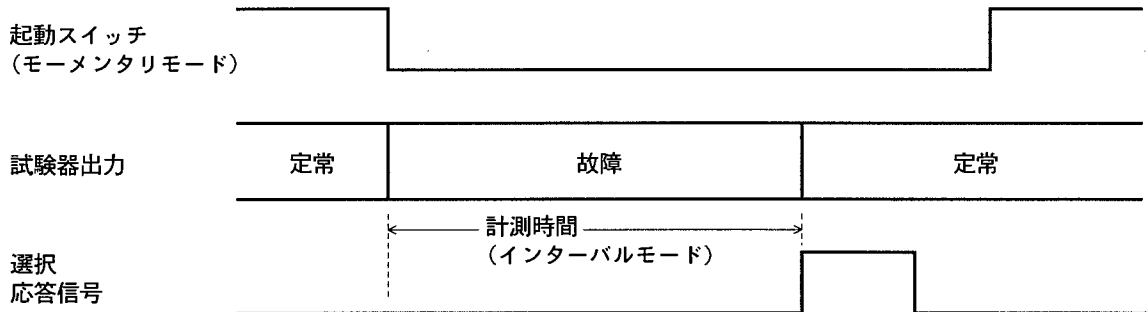 起動スイッチ
（モーメンタリモード）
試験器出力
定常
故障
定常
計測時間
（インターバルモード）
選択
応答信号